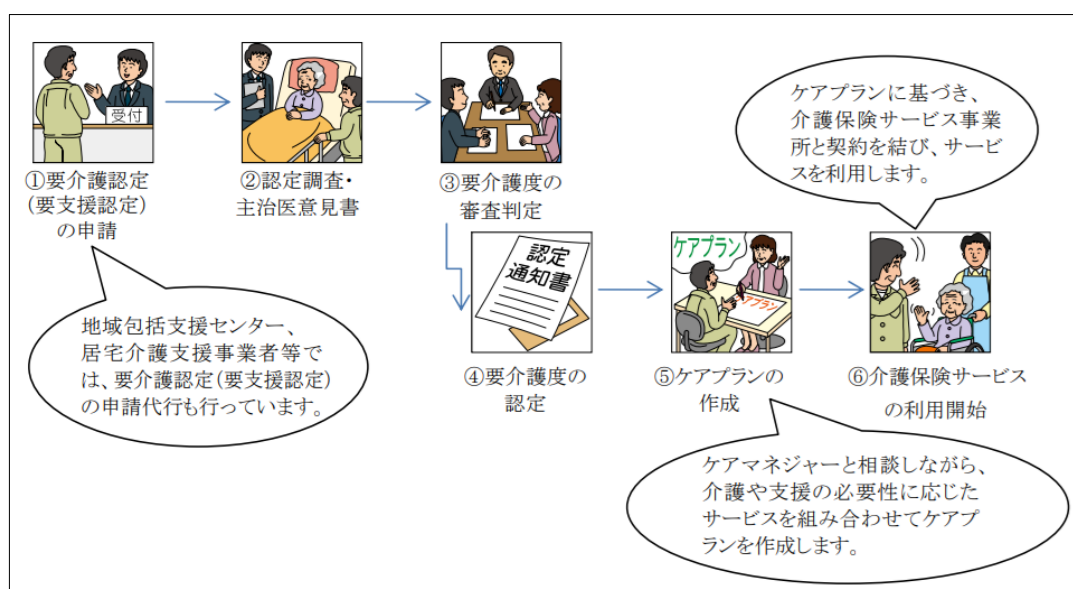 受付
①要介護認定
(要支援認定)
の申請
②認定調査・
主治医意見書
③要介護度の
審査判定
ケアプランに基づき、
介護保険サービス事業
所と契約を結び、サービ
スを利用します。
地域包括支援センター、
居宅介護支援事業者等で
は、要介護認定(要支援認定)
の申請代行も行っています。
認定
通知書
④要介護度の
認定
ケアプラン
アプラン
⑤ケアプランの
作成
⑥介護保険サービス
の利用開始
ケアマネジャーと相談しながら、
介護や支援の必要性に応じた
サービスを組み合わせてケアプ
ランを作成します。